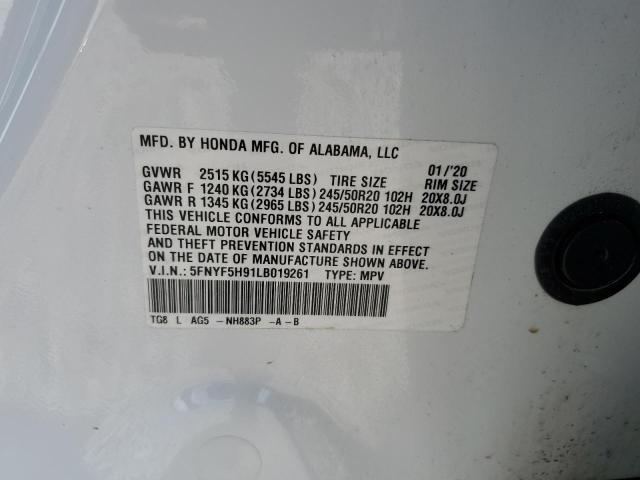 MFD. BY HONDA MFG. OF ALABAMA, LLC
GVWR 2515 KG (5545 LBS) TIRE SIZE 01/'20 RIM SIZE
GAWR F 1240 KG (2734 LBS) 245/50R20 102H 20X8.0J
GAWR R 1345 KG (2965 LBS) 245/50R20 102H 20X8.0J
THIS VEHICLE CONFORMS TO ALL APPLICABLE
FEDERAL MOTOR VEHICLE SAFETY
AND THEFT PREVENTION STANDARDS IN EFFECT
ON THE DATE OF MANUFACTURE SHOWN ABOVE.
V.I.N.: 5FNYF5H91LB019261 TYPE: MPV
TG8 L AG5 -NH883P -A-B